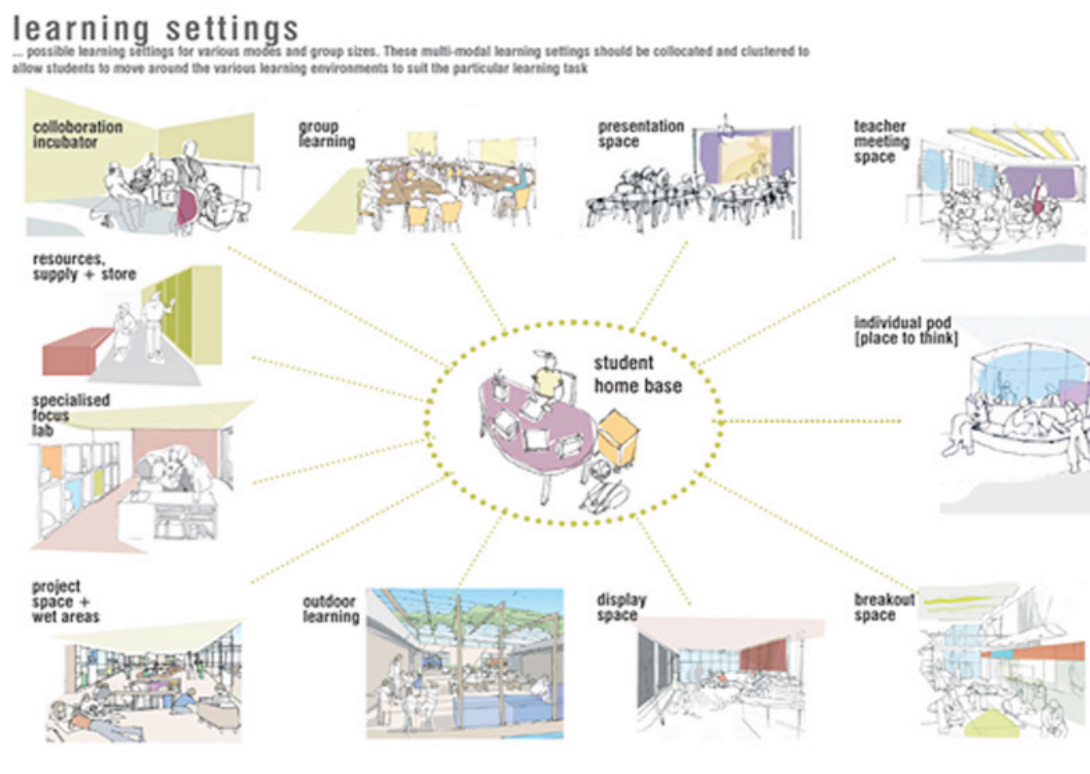 learning settings
... possible learning settings for various modes and group sizes. These multi-modal learning settings should be collocated and clustered to
allow students to move around the various learning environments to suit the particular learning task
colloboration
incubator
group
learning
presentation
space
teacher
meeting
space
resources,
supply + store
individual pod
[place to think]
student
home base
specialised
focus
lab
project
space +
wet areas
outdoor
learning
display
space
breakout
space